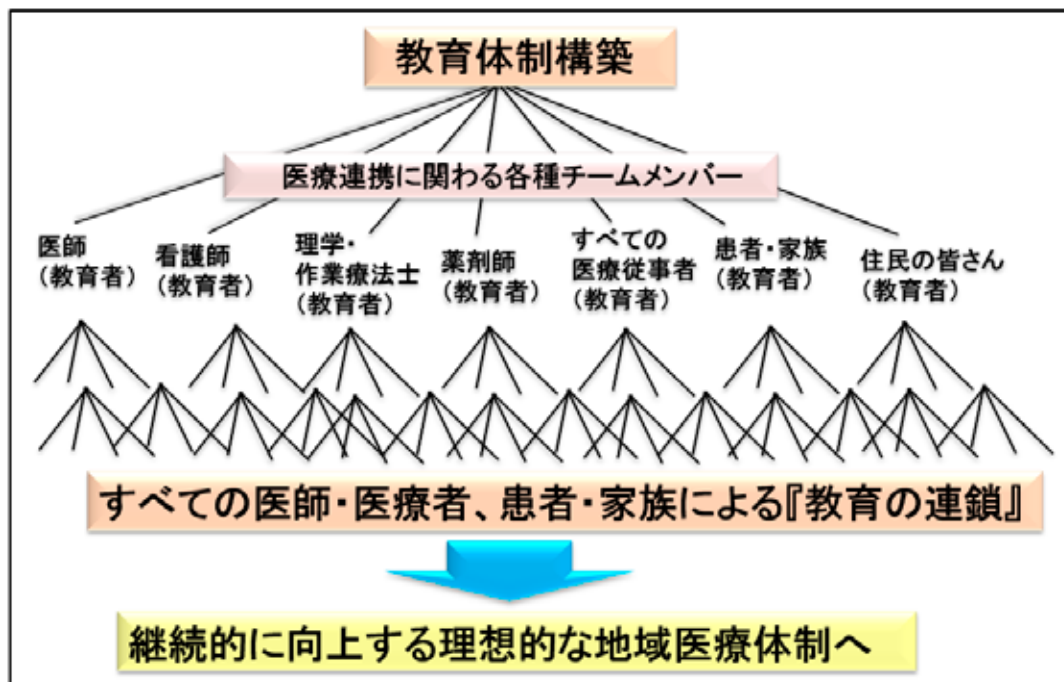 教育体制構築
医療連携に関わる各種チームメンバー
医師
(教育者)
看護師
(教育者)
理学・
作業療法士
(教育者)
薬剤師
(教育者)
すべての
医療従事者
(教育者)
患者・家族
(教育者)
住民の皆さん
(教育者)
すべての医師・医療者、患者・家族による『教育の連鎖』
継続的に向上する理想的な地域医療体制へ